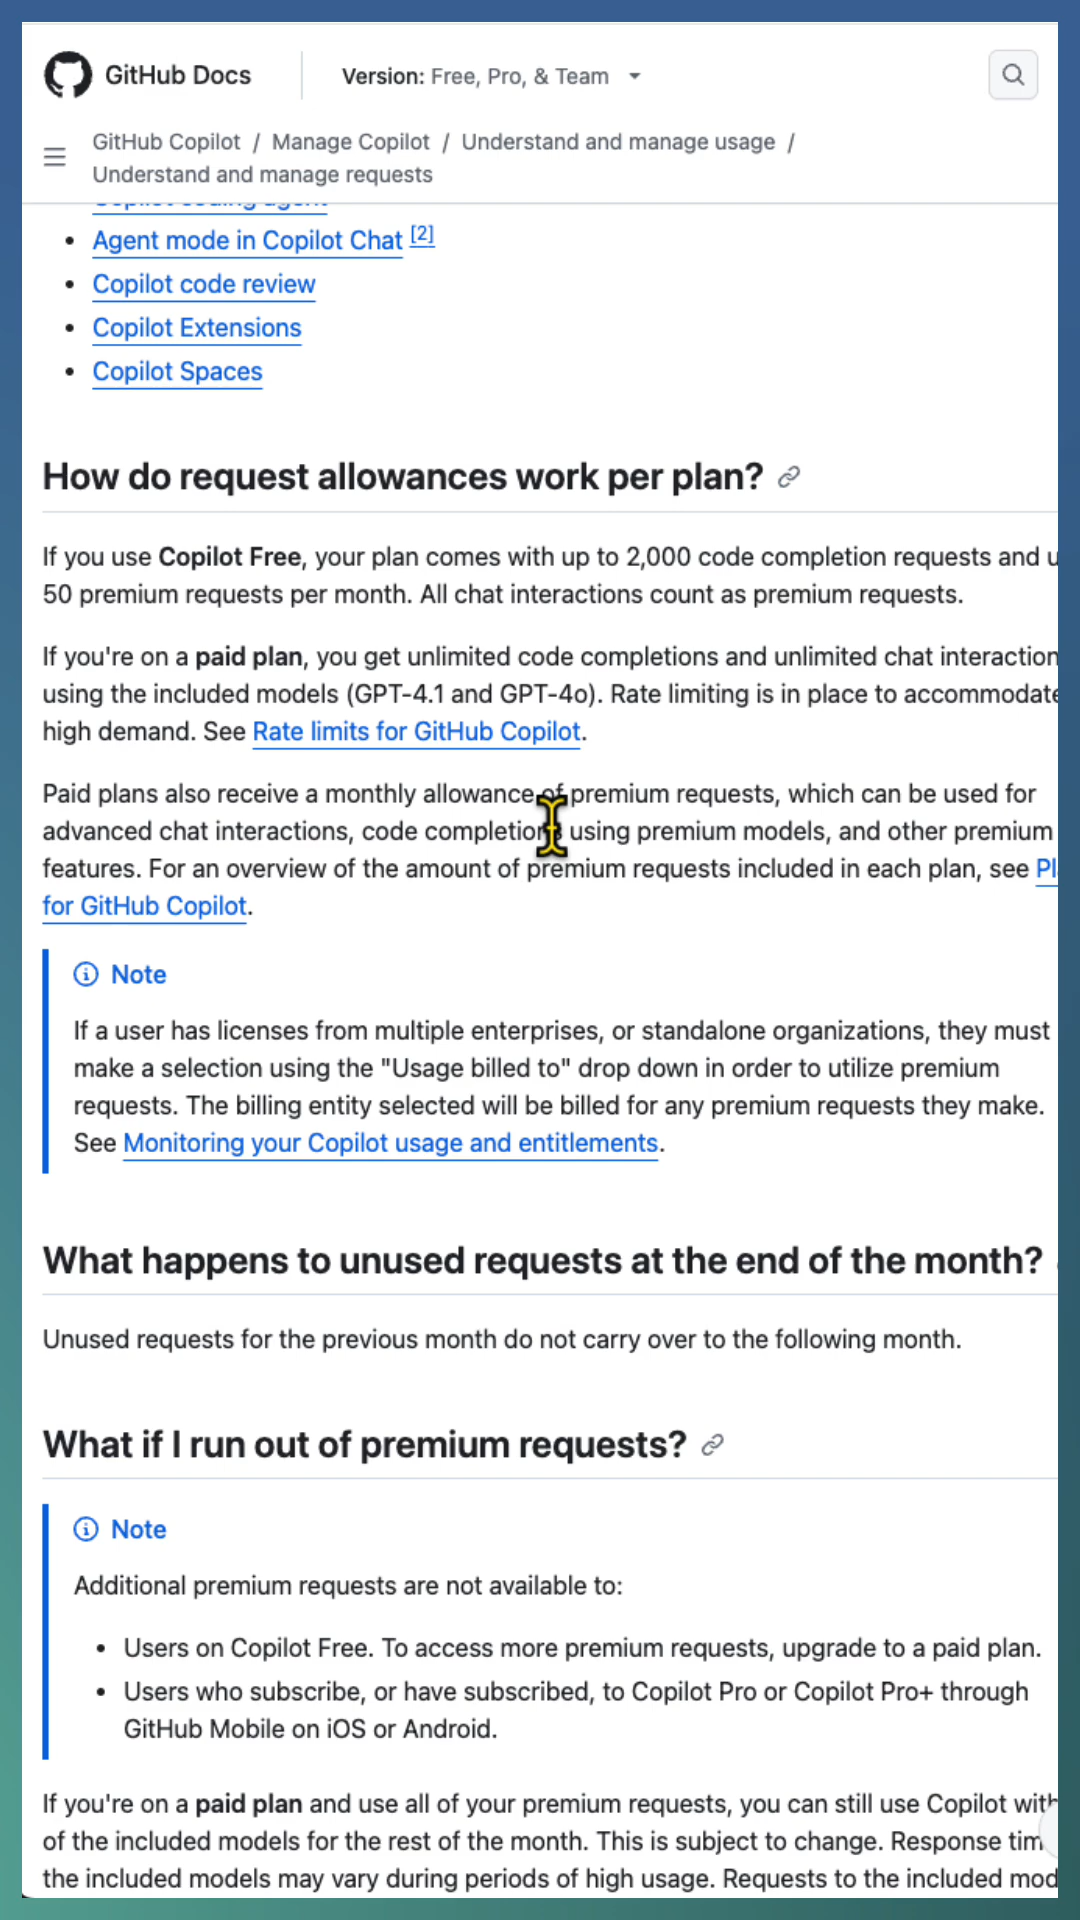 GitHub Docs
Version: Free, Pro, & Team
GitHub Copilot / Manage Copilot / Understand and manage usage /
Understand and manage requests
Copilot coding agent
• Agent mode in Copilot Chat [2]
• Copilot code review
• Copilot Extensions
• Copilot Spaces
How do request allowances work per plan?
If you use Copilot Free, your plan comes with up to 2,000 code completion requests and u
50 premium requests per month. All chat interactions count as premium requests.
If you're on a paid plan, you get unlimited code completions and unlimited chat interaction
using the included models (GPT-4.1 and GPT-4o). Rate limiting is in place to accommodate
high demand. See Rate limits for GitHub Copilot.
Paid plans also receive a monthly allowance of premium requests, which can be used for
advanced chat interactions, code completions using premium models, and other premium
features. For an overview of the amount of premium requests included in each plan, see Pl
for GitHub Copilot.
Note
If a user has licenses from multiple enterprises, or standalone organizations, they must
make a selection using the "Usage billed to" drop down in order to utilize premium
requests. The billing entity selected will be billed for any premium requests they make.
See Monitoring your Copilot usage and entitlements.
What happens to unused requests at the end of the month?
Unused requests for the previous month do not carry over to the following month.
What if I run out of premium requests?
Note
Additional premium requests are not available to:
• Users on Copilot Free. To access more premium requests, upgrade to a paid plan.
• Users who subscribe, or have subscribed, to Copilot Pro or Copilot Pro+ through
GitHub Mobile on iOS or Android.
If you're on a paid plan and use all of your premium requests, you can still use Copilot with
of the included models for the rest of the month. This is subject to change. Response tim
the included models may vary during periods of high usage. Requests to the included mod